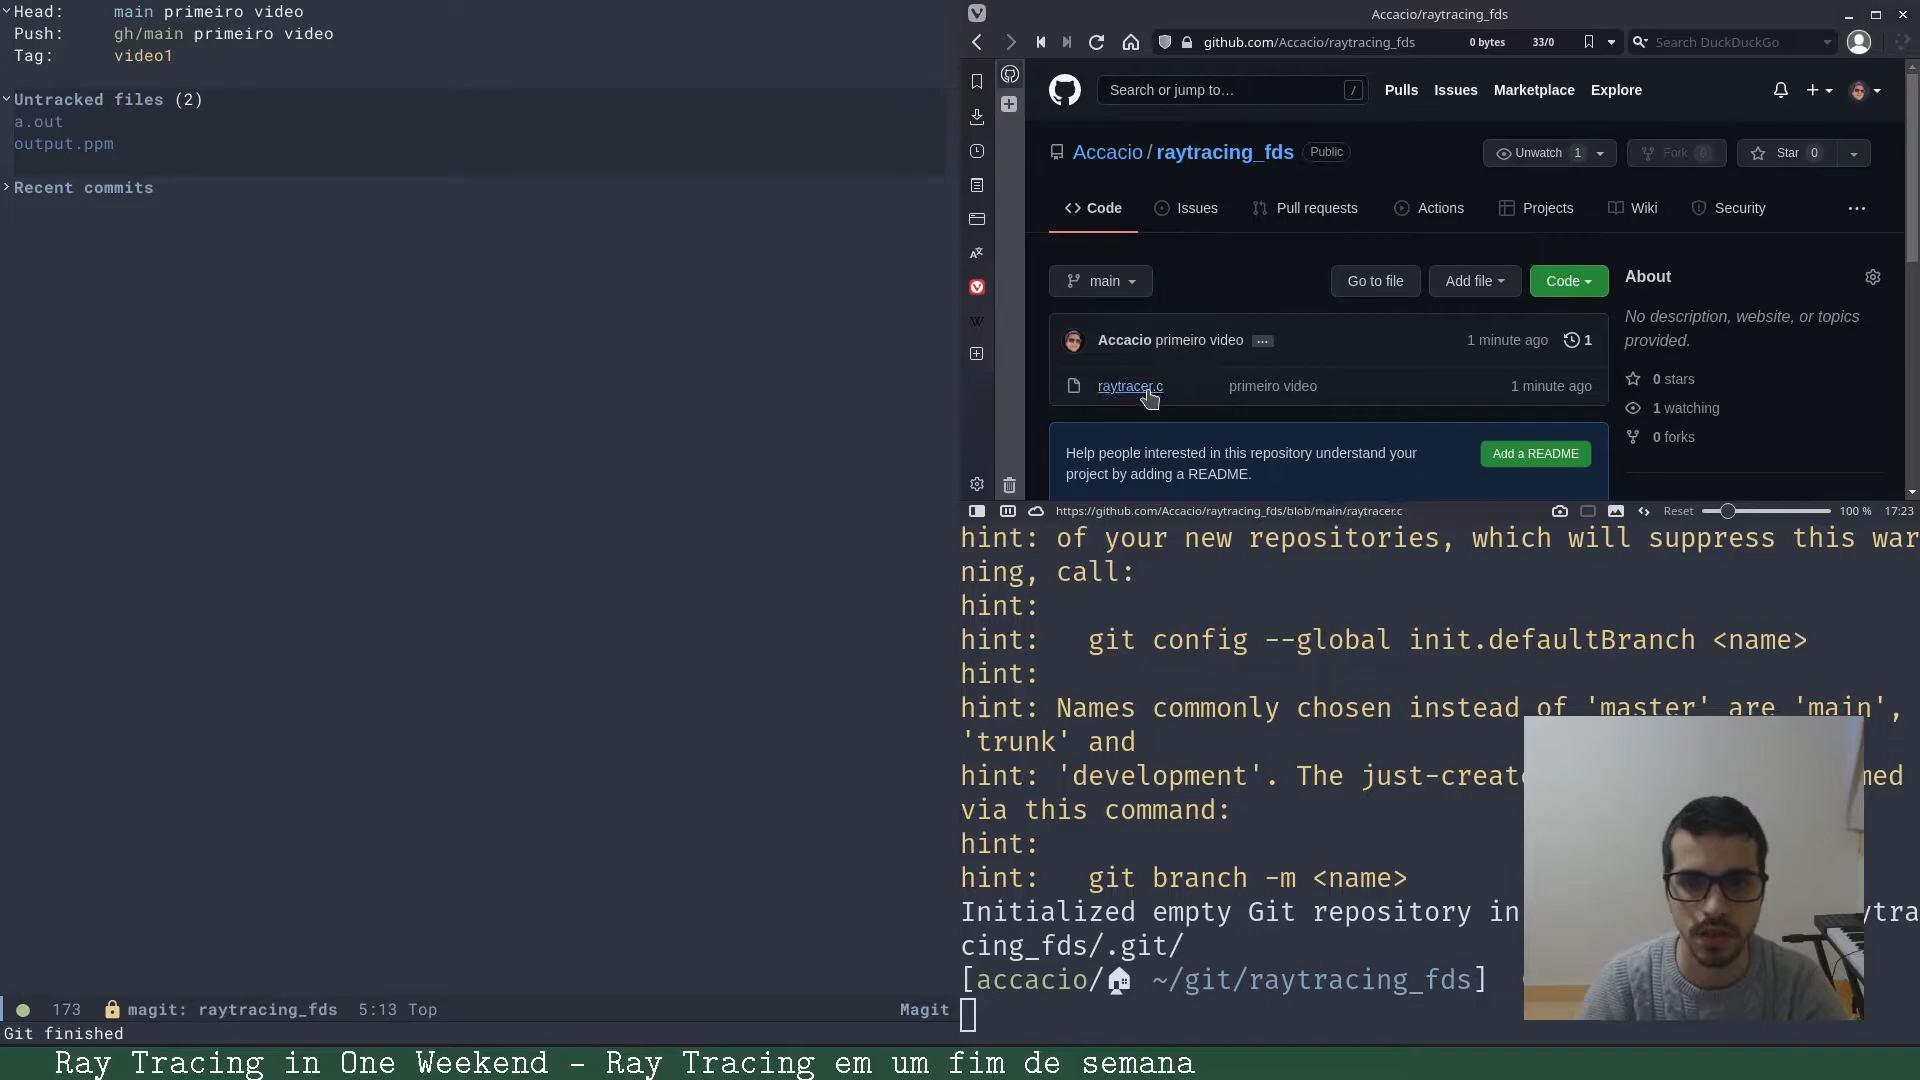 Head: main primeiro video
Push: gh/main primeiro video
Tag: video1
Untracked files (2)
a.out
output.ppm
Recent commits
173 magit: raytracing_fds 5:13 Top Magit
Git finished
Accacio/raytracing_fds
github.com/Accacio/raytracing_fds 0 bytes 33/0 Search DuckDuckGo
Search or jump to... / Pulls Issues Marketplace Explore
Accacio / raytracing_fds Public Unwatch 1 Fork 0 Star 0
Code Issues Pull requests Actions Projects Wiki Security ...
main Go to file Add file Code
Accacio primeiro video ... 1 minute ago 1
raytracer.c primeiro video 1 minute ago
Help people interested in this repository understand your
project by adding a README.
Add a README
About
No description, website, or topics
provided.
0 stars
1 watching
0 forks
https://github.com/Accacio/raytracing_fds/blob/main/raytracer.c Reset 100 % 17:23
hint: of your new repositories, which will suppress this war
ning, call:
hint:
hint: git config --global init.defaultBranch <name>
hint:
hint: Names commonly chosen instead of 'master' are 'main',
'trunk' and
hint: 'development'. The just-create med
via this command:
hint:
hint: git branch -m <name>
Initialized empty Git repository in ytra
cing_fds/.git/
[accacio/ ~/git/raytracing_fds]
Ray Tracing in One Weekend - Ray Tracing em um fim de semana